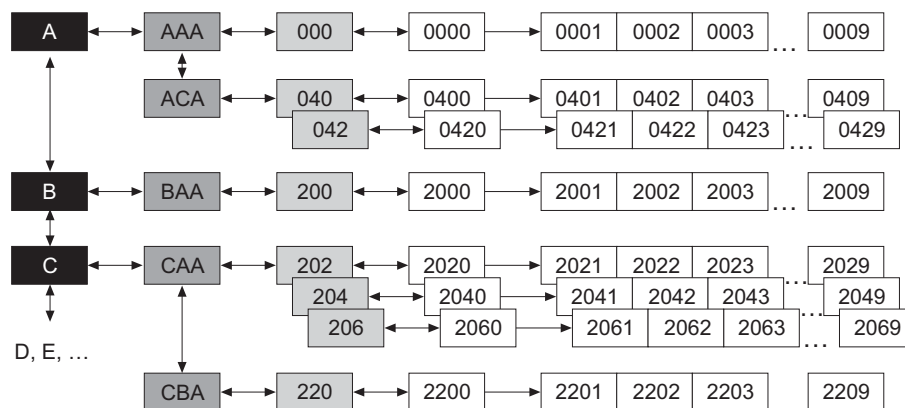 A AAA 000 0000 0001 0002 0003 ... 0009
ACA 040 0400 0401 0402 0403 ... 0409
042 0420 0421 0422 0423 ... 0429
B BAA 200 2000 2001 2002 2003 ... 2009
C CAA 202 2020 2021 2022 2023 ... 2029
204 2040 2041 2042 2043 ... 2049
206 2060 2061 2062 2063 ... 2069
D, E, ...
CBA 220 2200 2201 2202 2203 ... 2209